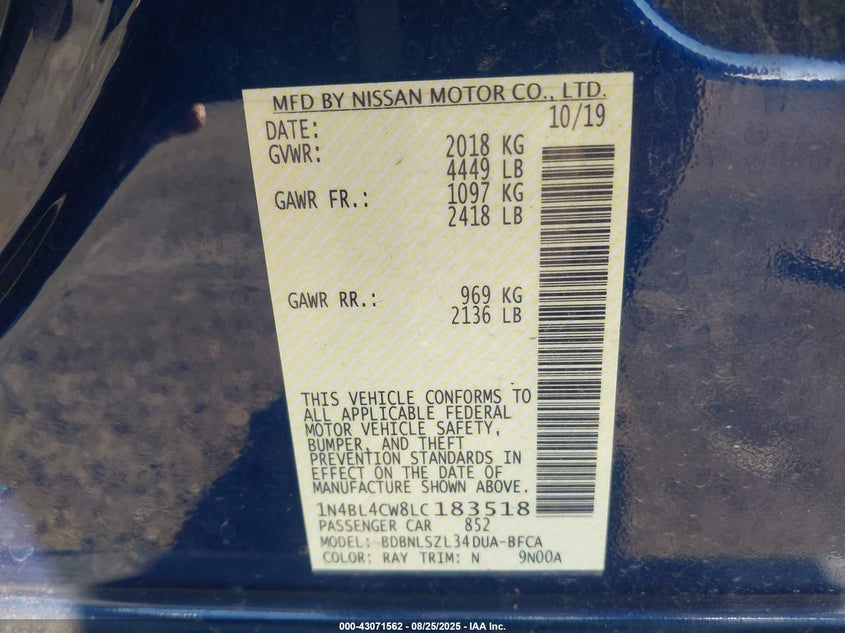 MFD BY NISSAN MOTOR CO., LTD.
DATE: 10/19
GVWR: 2018 KG
4449 LB
GAWR FR.: 1097 KG
2418 LB
GAWR RR.: 969 KG
2136 LB
THIS VEHICLE CONFORMS TO
ALL APPLICABLE FEDERAL
MOTOR VEHICLE SAFETY,
BUMPER, AND THEFT
PREVENTION STANDARDS IN
EFFECT ON THE DATE OF
MANUFACTURE SHOWN ABOVE.
1N4BL4CW8LC183518
PASSENGER CAR 852
MODEL: BDBNLSZL34DUA-BFCA
COLOR: RAY TRIM: N 9N00A
000-43071562 - 08/25/2025 - IAA Inc.